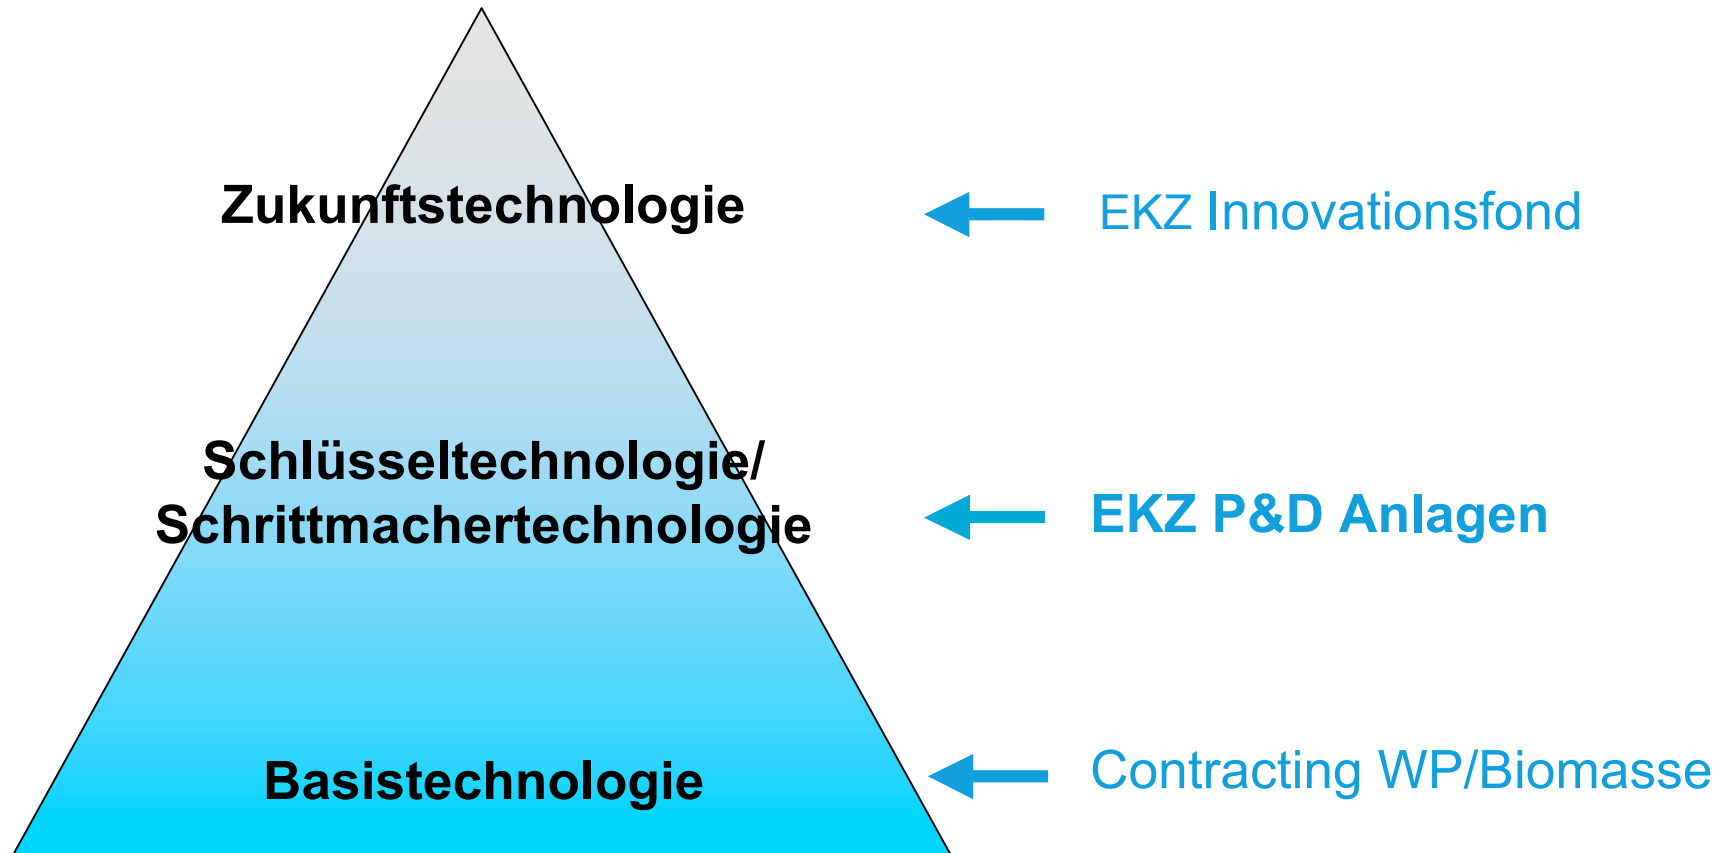 Zukunftstechnologie
EKZ Innovationsfond
Schlüsseltechnologie/
Schrittmachertechnologie
EKZ P&D Anlagen
Basistechnologie
Contracting WP/Biomasse